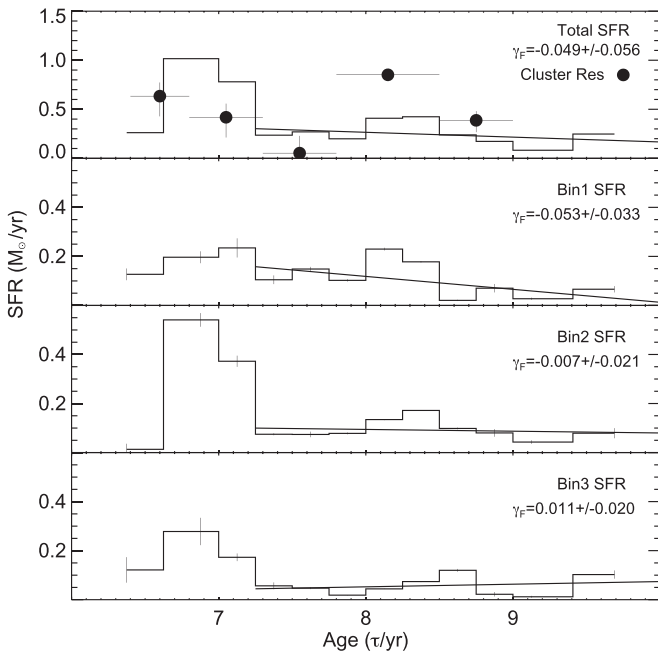 1.5
1.0
0.5
0.0
Total SFR
γF=-0.049+/-0.056
Cluster Res
0.4
0.2
Bin1 SFR
γF=-0.053+/-0.033
0.4
0.2
Bin2 SFR
γF=-0.007+/-0.021
0.4
0.2
Bin3 SFR
γF=0.011+/-0.020
SFR (M☉/yr)
7
8
9
Age (τ/yr)